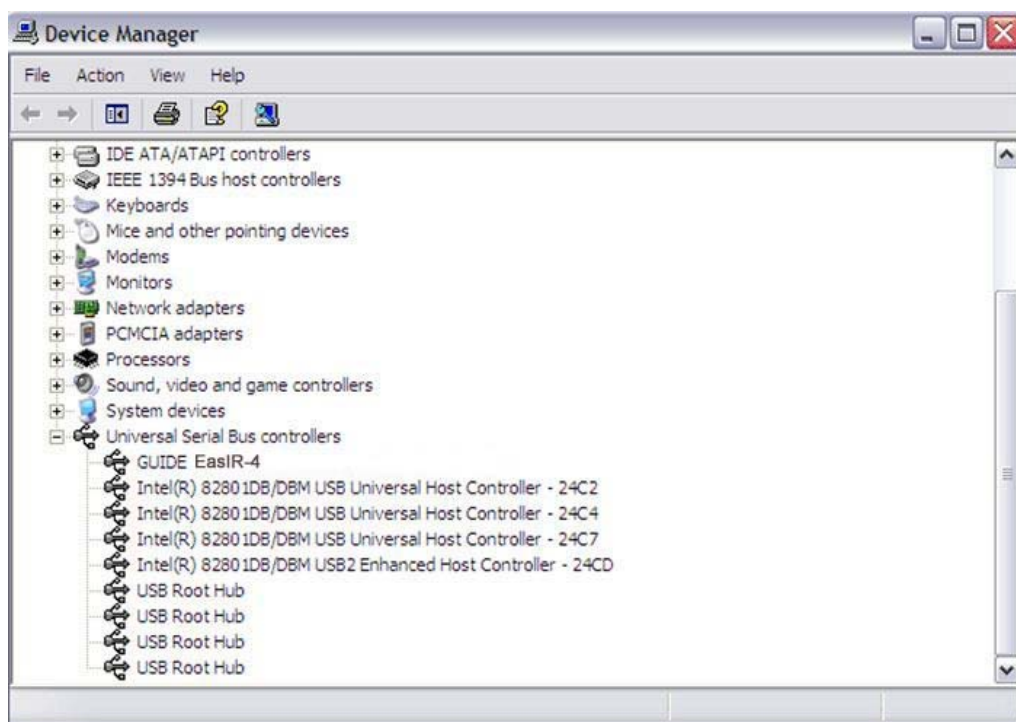 Device Manager
File Action View Help
IDE ATA/ATAPI controllers
IEEE 1394 Bus host controllers
Keyboards
Mice and other pointing devices
Modems
Monitors
Network adapters
PCMCIA adapters
Processors
Sound, video and game controllers
System devices
Universal Serial Bus controllers
GUIDE EasIR-4
Intel(R) 82801DB/DBM USB Universal Host Controller - 24C2
Intel(R) 82801DB/DBM USB Universal Host Controller - 24C4
Intel(R) 82801DB/DBM USB Universal Host Controller - 24C7
Intel(R) 82801DB/DBM USB2 Enhanced Host Controller - 24CD
USB Root Hub
USB Root Hub
USB Root Hub
USB Root Hub